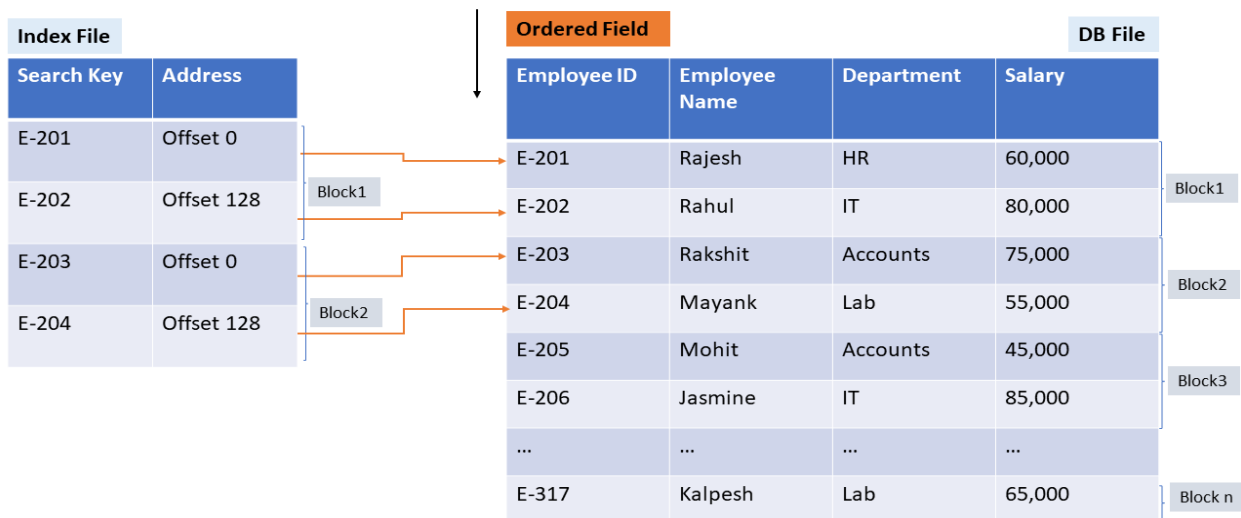 Index File
Search Key Address
E-201 Offset 0
E-202 Offset 128
E-203 Offset 0
E-204 Offset 128
Block1
Block2
Ordered Field
DB File
Employee ID Employee Department Salary
Name
E-201 Rajesh HR 60,000
E-202 Rahul IT 80,000
E-203 Rakshit Accounts 75,000
E-204 Mayank Lab 55,000
E-205 Mohit Accounts 45,000
E-206 Jasmine IT 85,000
... ... ... ...
E-317 Kalpesh Lab 65,000
Block1
Block2
Block3
Block n